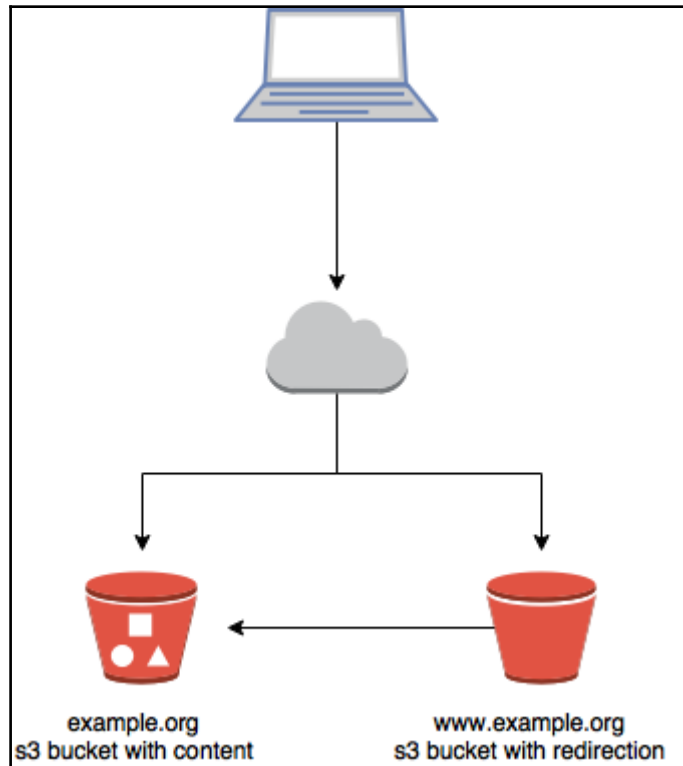 example.org
s3 bucket with content
www.example.org
s3 bucket with redirection